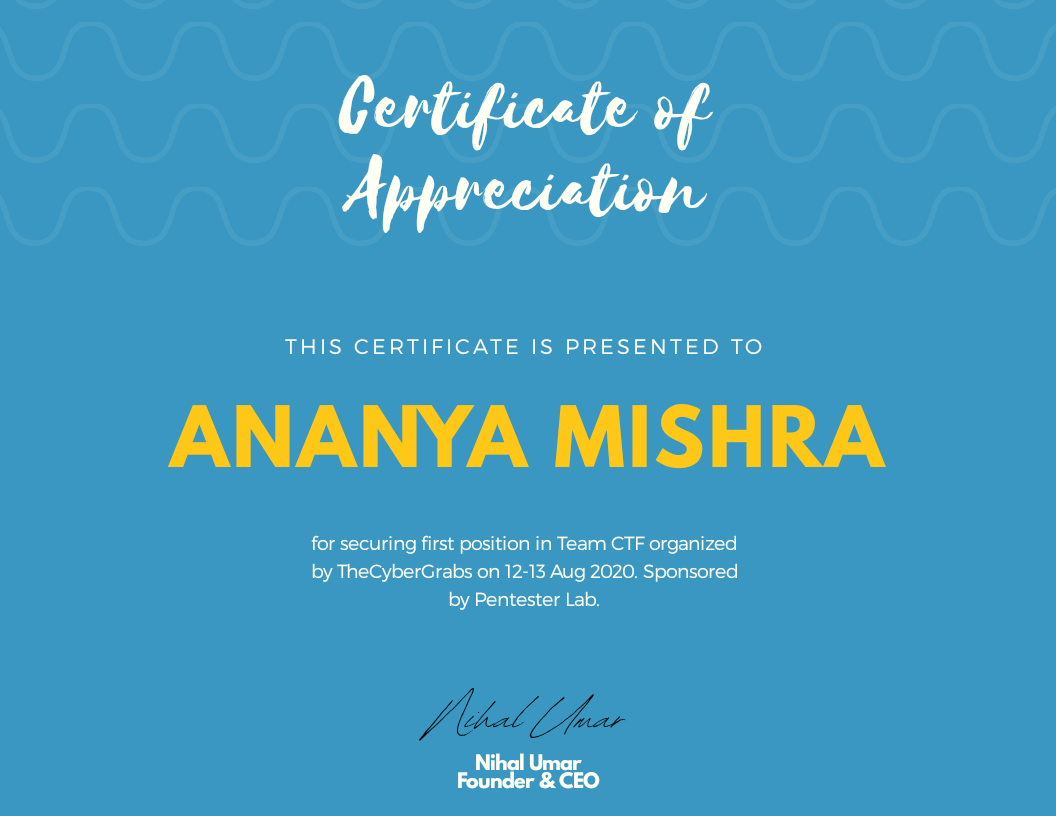 Certificate of
Appreciation
THIS CERTIFICATE IS PRESENTED TO
ANANYA MISHRA
for securing first position in Team CTF organized
by TheCyberGrabs on 12-13 Aug 2020. Sponsored
by Pentester Lab.
Nihal Umar
Nihal Umar
Founder & CEO